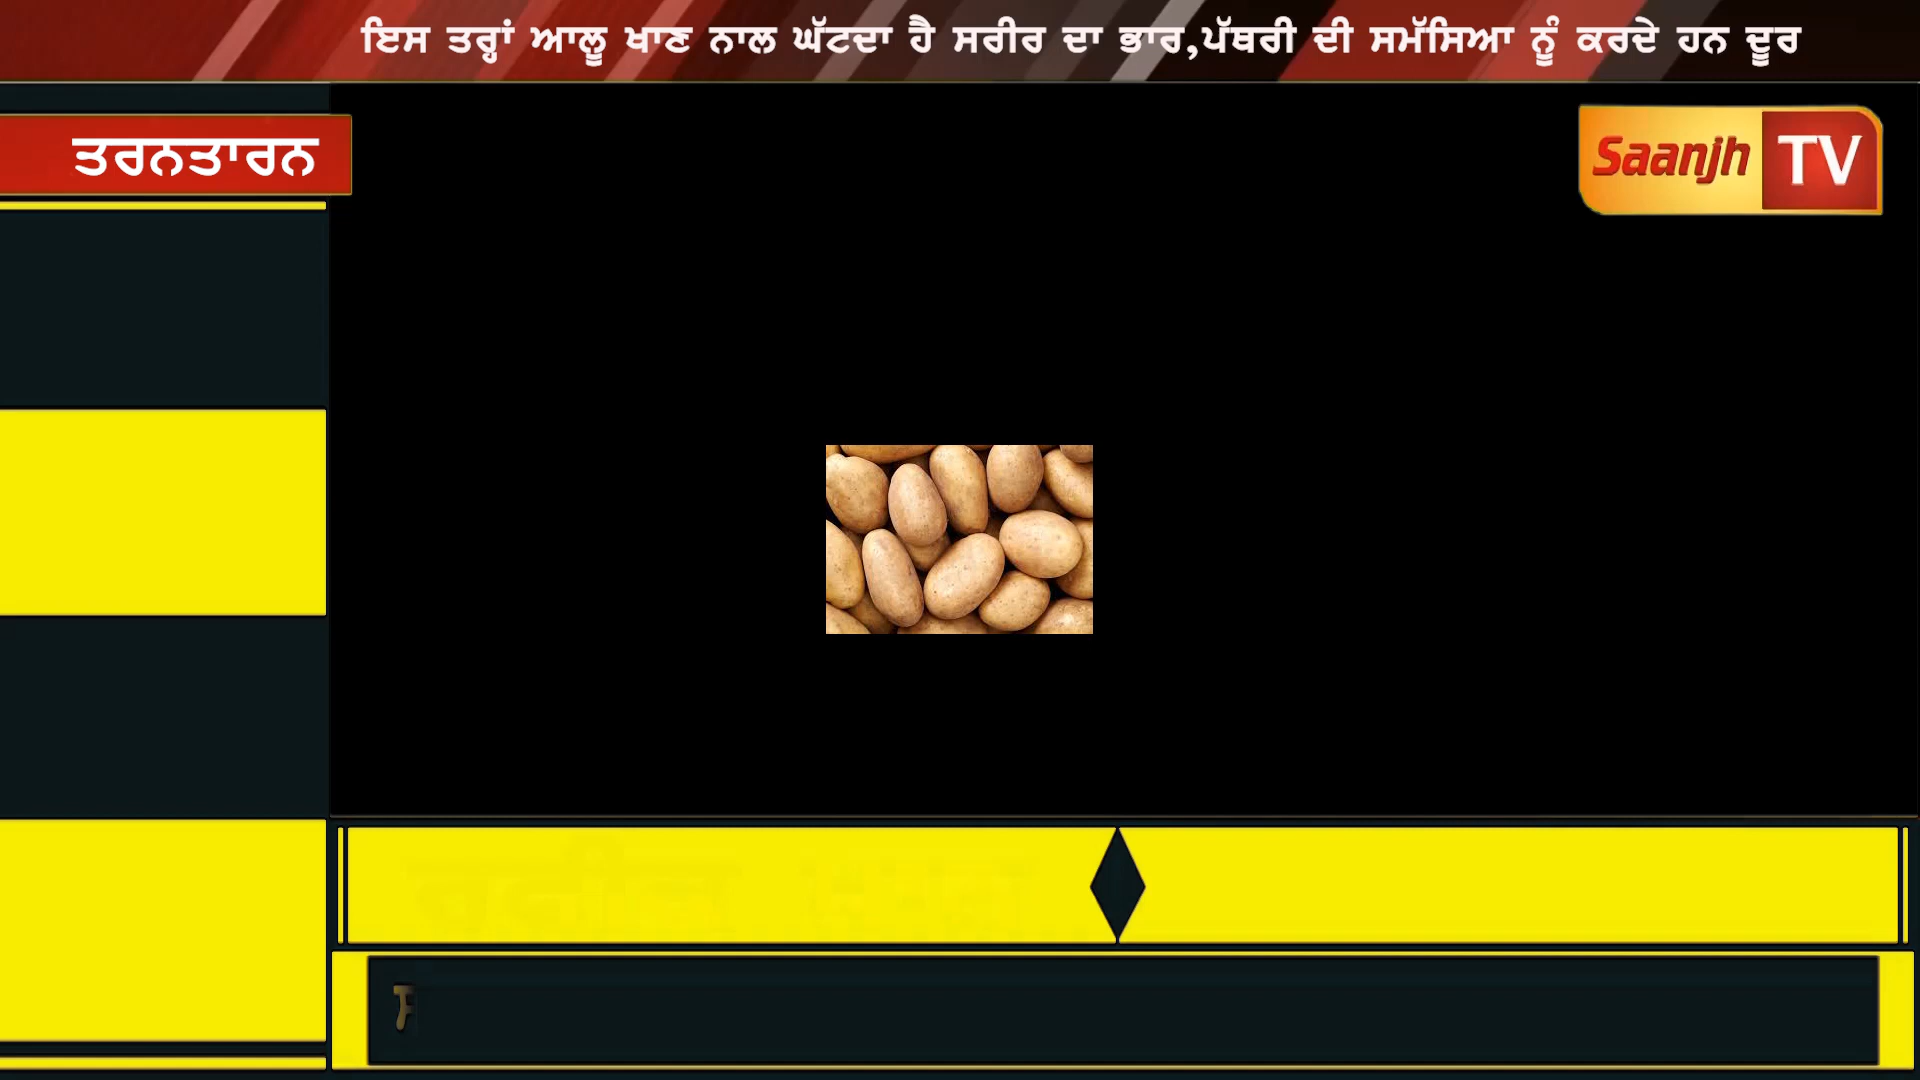 ਇਸ ਤਰ੍ਹਾਂ ਆਲੂ ਖਾਣ ਨਾਲ ਘੱਟਦਾ ਹੈ ਸਰੀਰ ਦਾ ਭਾਰ,ਪੱਥਰੀ ਦੀ ਸਮੱਸਿਆ ਨੂੰ ਕਰਦੇ ਹਨ ਦੂਰ
ਤਰਨਤਾਰਨ
Saanjh TV